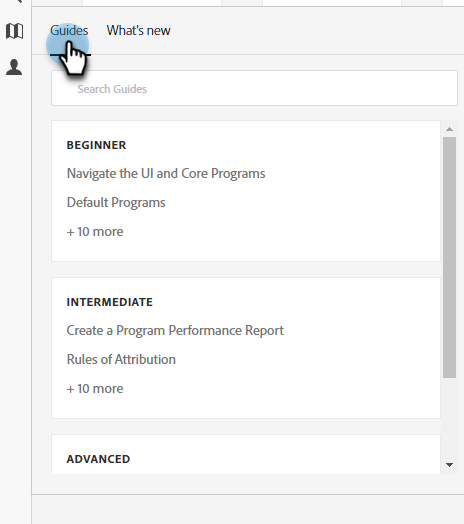 Guides What's new
Search Guides
BEGINNER
Navigate the UI and Core Programs
Default Programs
+ 10 more
INTERMEDIATE
Create a Program Performance Report
Rules of Attribution
+ 10 more
ADVANCED